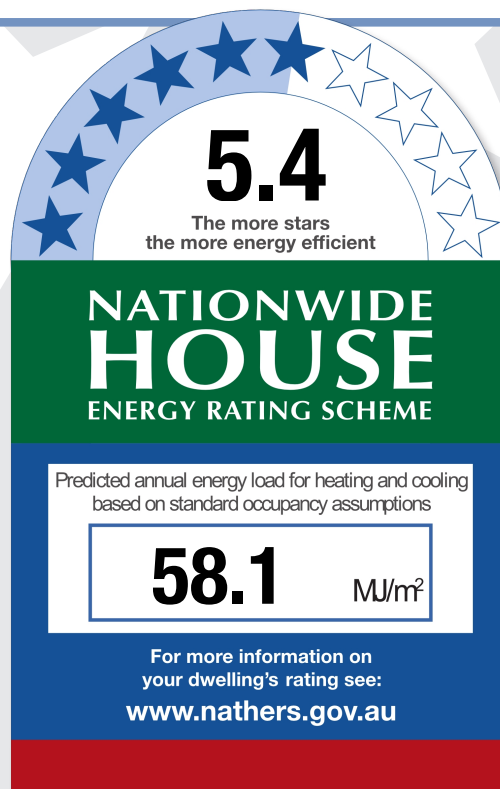 5.4
The more stars
the more energy efficient
NATIONWIDE
HOUSE
ENERGY RATING SCHEME
Predicted annual energy load for heating and cooling
based on standard occupancy assumptions
58.1 MJ/m²
For more information on
your dwelling's rating see:
www.nathers.gov.au